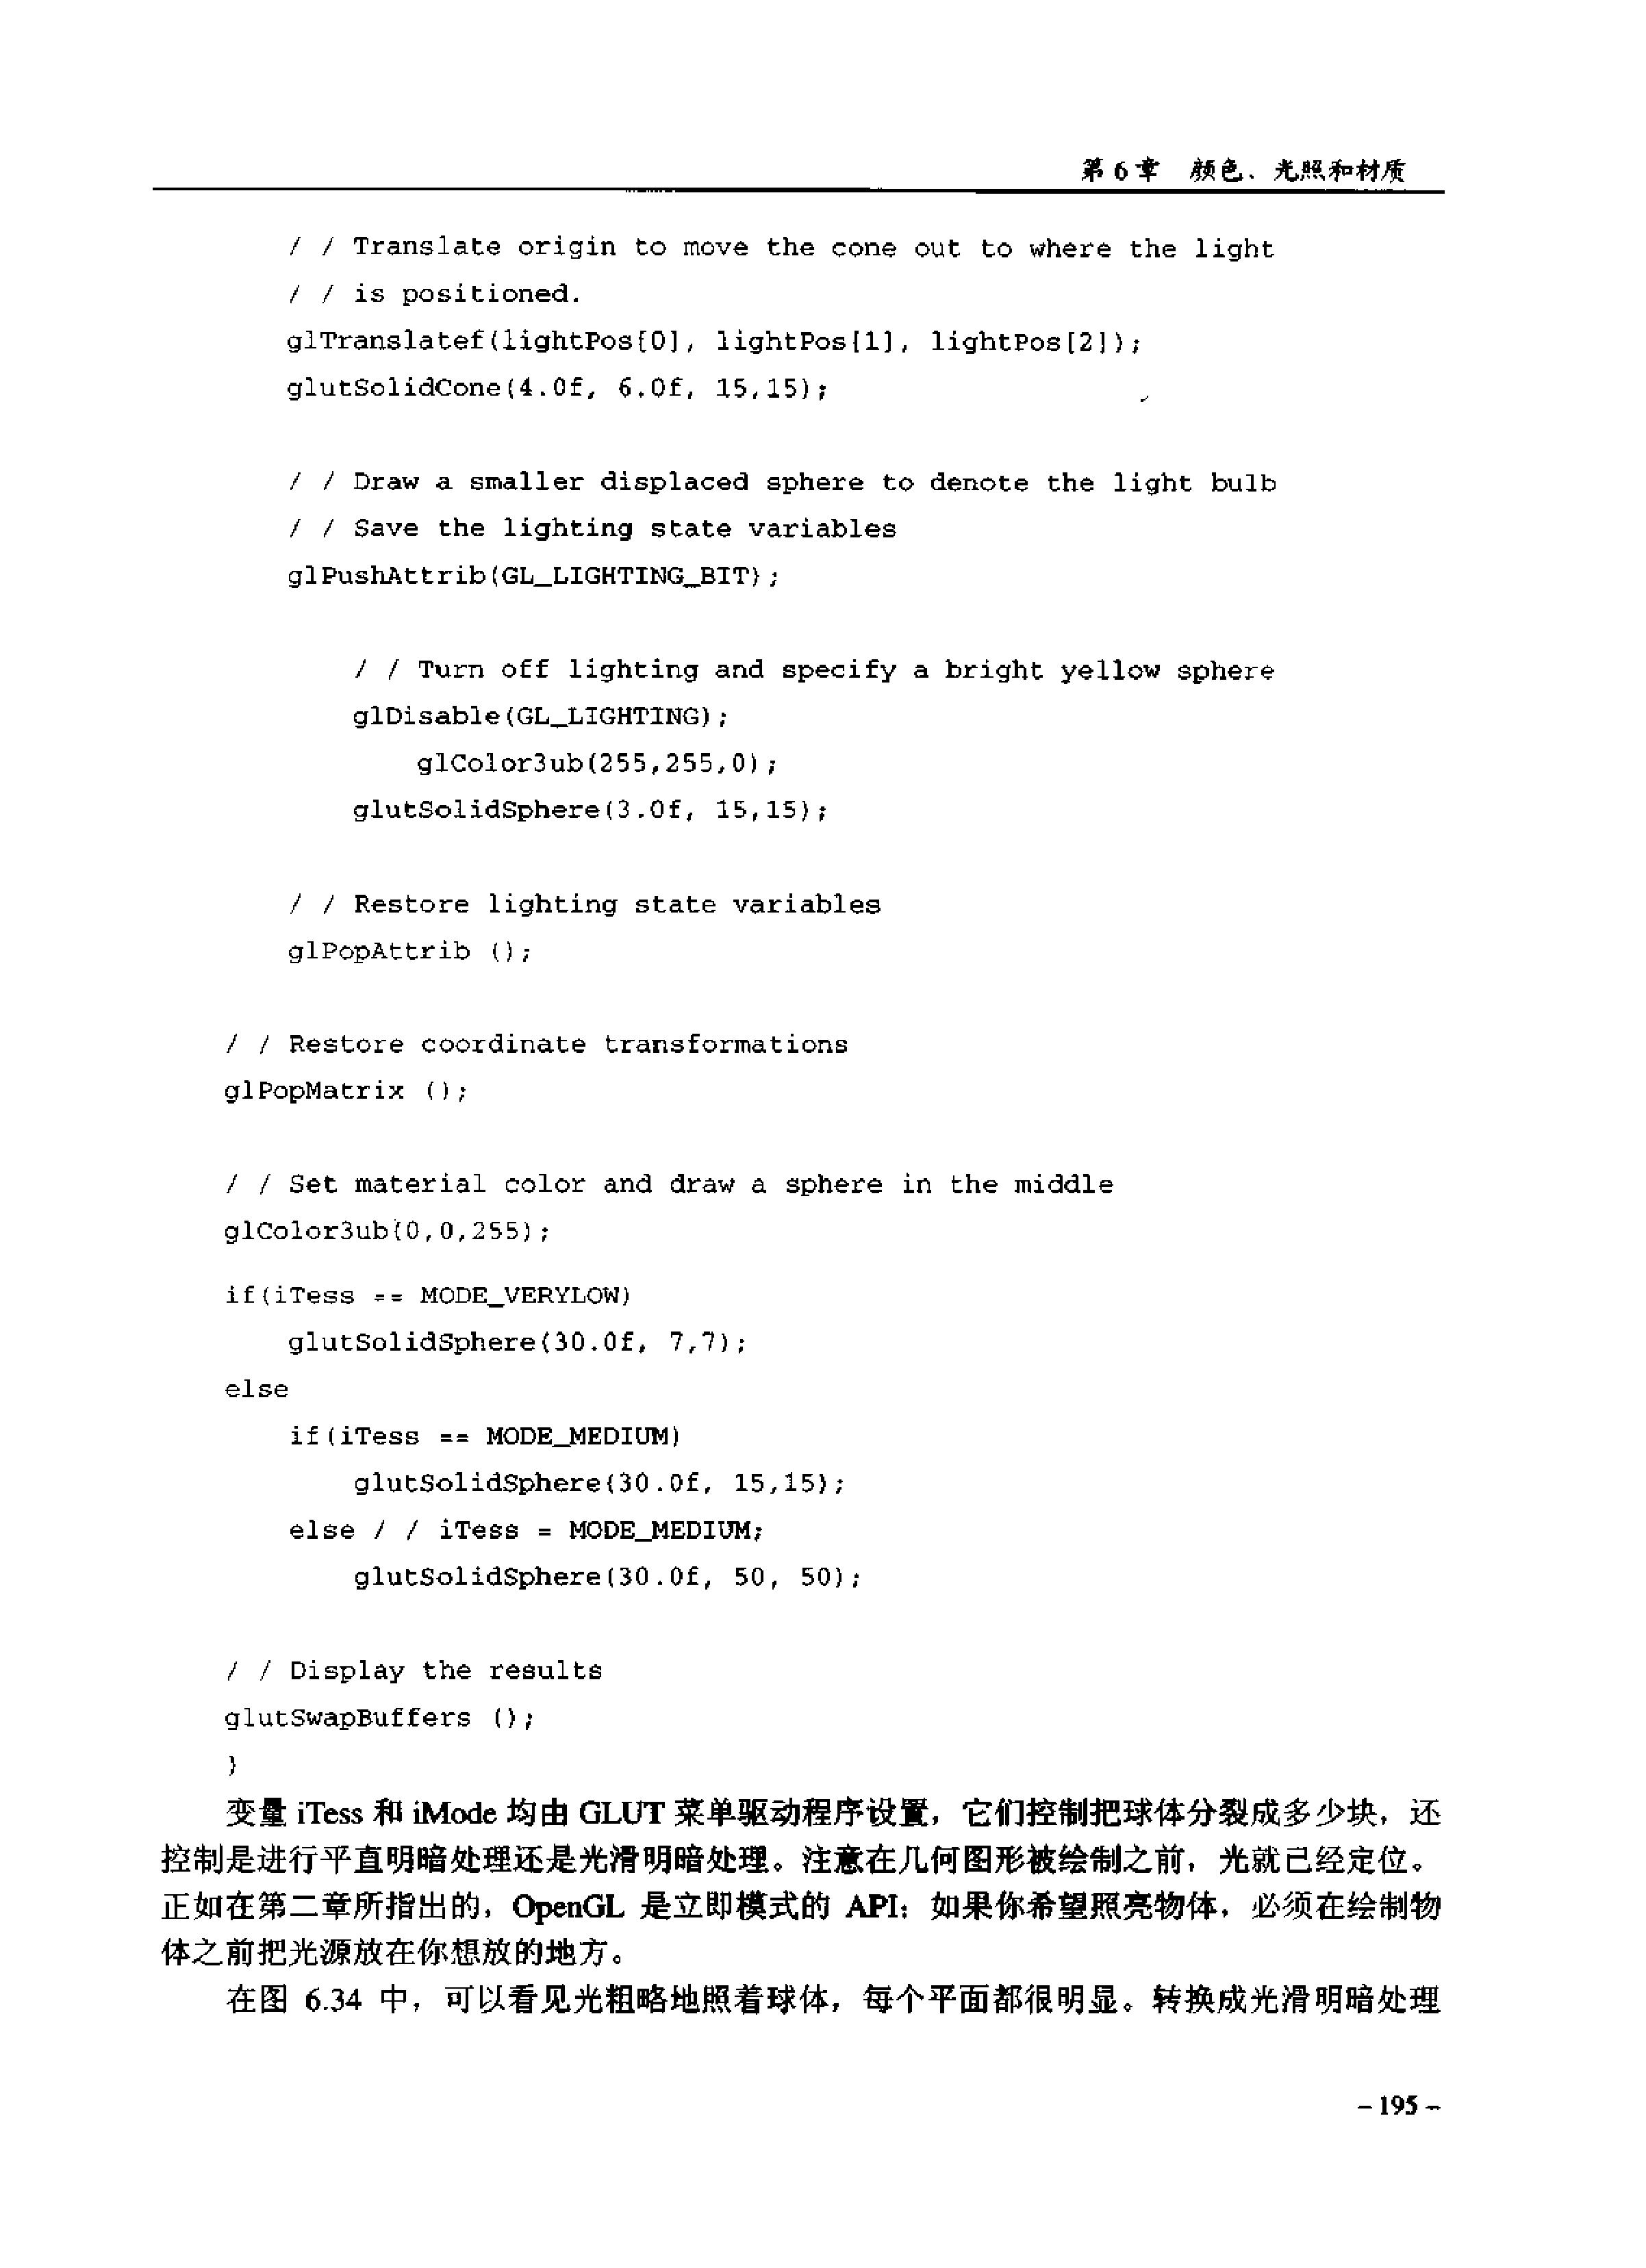 第6章 颜色、光照和材质
/ / Translate origin to move the cone out to where the light
/ / is positioned.
glTranslatef(lightPos[0], lightPos[1], lightPos[2]);
glutSolidCone(4.0f, 6.0f, 15,15);
/ / Draw a smaller displaced sphere to denote the light bulb
/ / Save the lighting state variables
glPushAttrib(GL_LIGHTING_BIT);
/ / Turn off lighting and specify a bright yellow sphere
glDisable(GL_LIGHTING);
glColor3ub(255,255,0);
glutSolidSphere(3.0f, 15,15);
/ / Restore lighting state variables
glPopAttrib ();
/ / Restore coordinate transformations
glPopMatrix ();
/ / Set material color and draw a sphere in the middle
glColor3ub(0,0,255);
if(iTess == MODE_VERYLOW)
glutSolidSphere(30.0f, 7,7);
else
if(iTess == MODE_MEDIUM)
glutSolidSphere(30.0f, 15,15);
else / / iTess = MODE_MEDIUM;
glutSolidSphere(30.0f, 50, 50);
/ / Display the results
glutSwapBuffers ();
}
变量 iTess 和 iMode 均由 GLUT 菜单驱动程序设置，它们控制把球体分裂成多少块，还
控制是进行平直明暗处理还是光滑明暗处理。注意在几何图形被绘制之前，光就已经定位。
正如在第二章所指出的，OpenGL 是立即模式的 API；如果你希望照亮物体，必须在绘制物
体之前把光源放在你想放的地方。
在图 6.34 中，可以看见光粗略地照着球体，每个平面都很明显。转换成光滑明暗处理
- 195 -